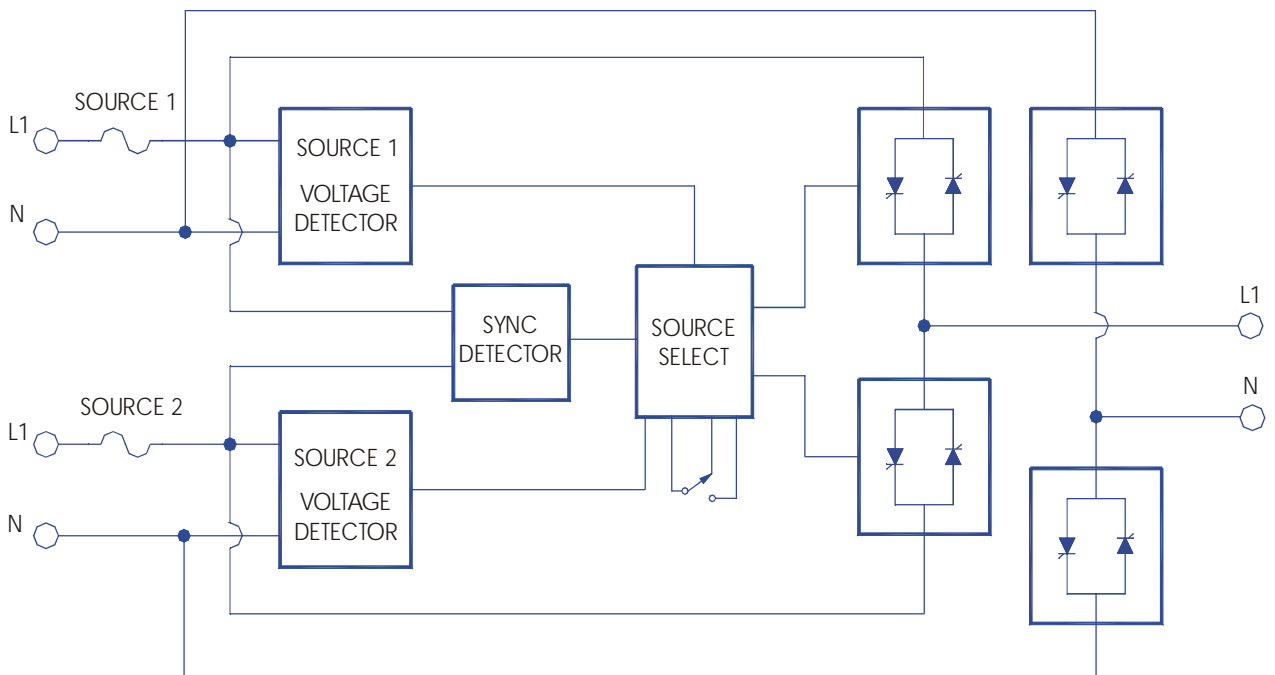 SOURCE 1
L1
N
SOURCE 1
VOLTAGE
DETECTOR
SYNC
DETECTOR
SOURCE
SELECT
L1
N
SOURCE 2
L1
N
SOURCE 2
VOLTAGE
DETECTOR